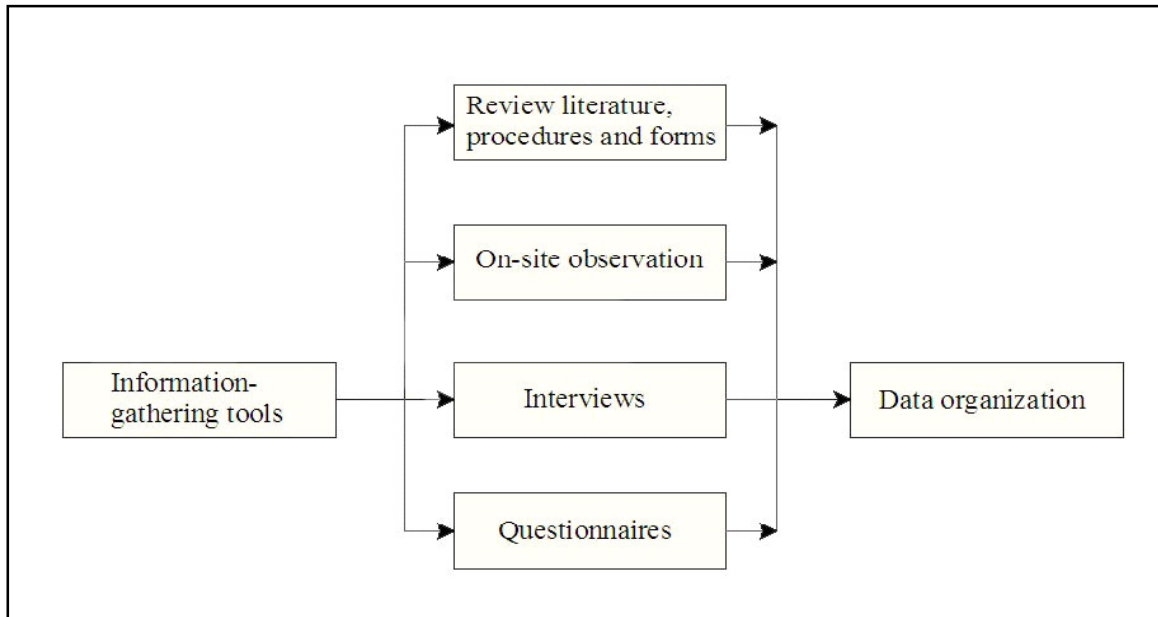 Review literature,
procedures and forms
On-site observation
Information-
gathering tools
Interviews
Data organization
Questionnaires